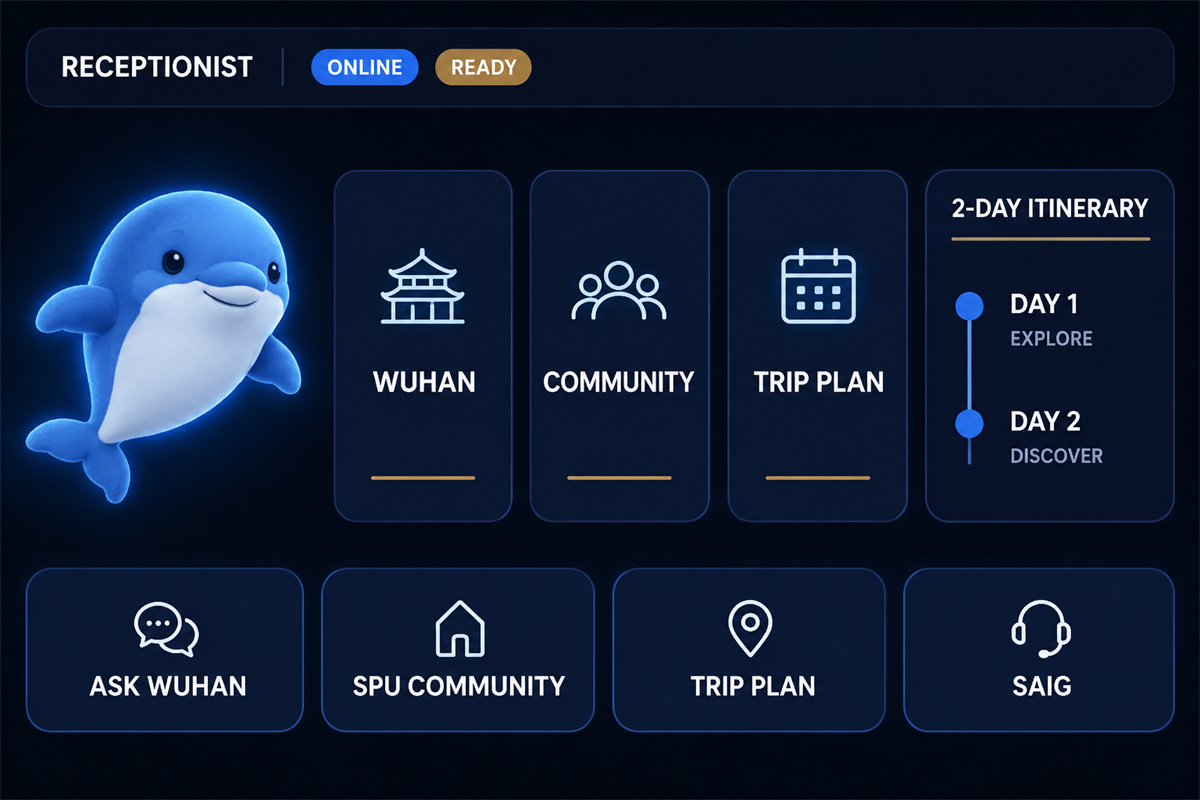 RECEPTIONIST
ONLINE
READY
WUHAN
COMMUNITY
TRIP PLAN
2-DAY ITINERARY
DAY 1
EXPLORE
DAY 2
DISCOVER
ASK WUHAN
SPU COMMUNITY
TRIP PLAN
SAIG